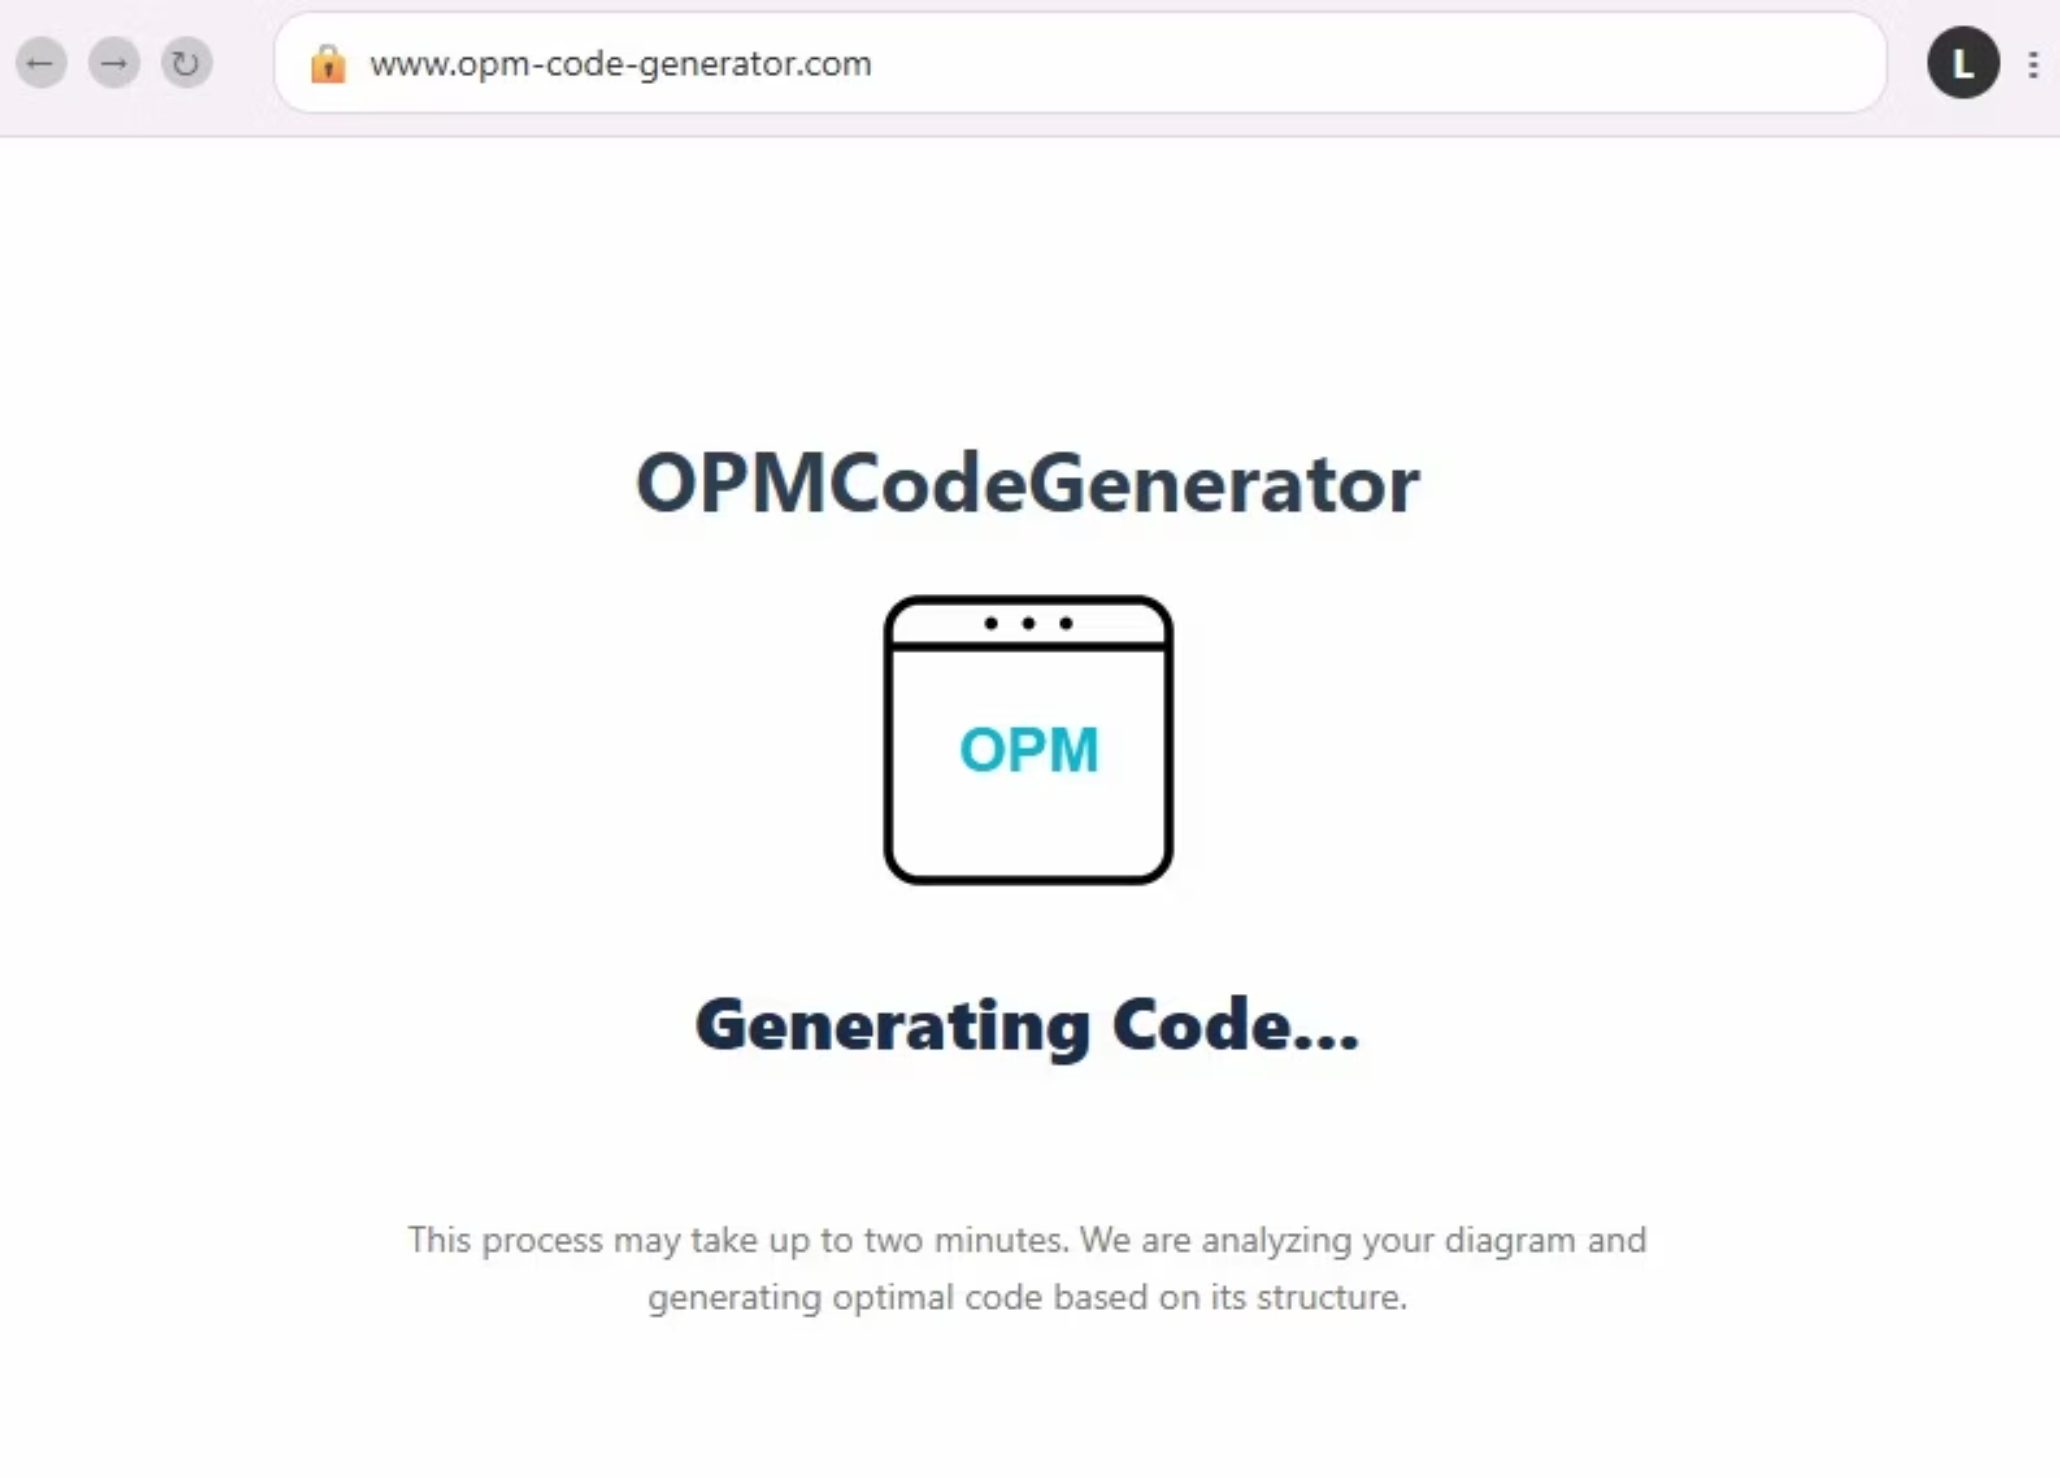 www.opm-code-generator.com
L
OPMCodeGenerator
OPM
Generating Code...
This process may take up to two minutes. We are analyzing your diagram and
generating optimal code based on its structure.